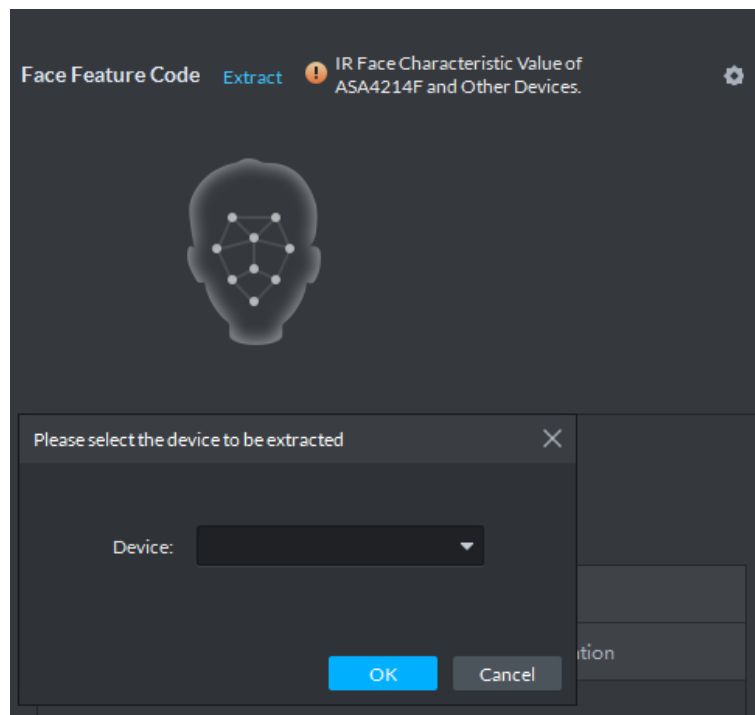 Face Feature Code Extract IR Face Characteristic Value of
ASA4214F and Other Devices.
Please select the device to be extracted
Device:
OK Cancel